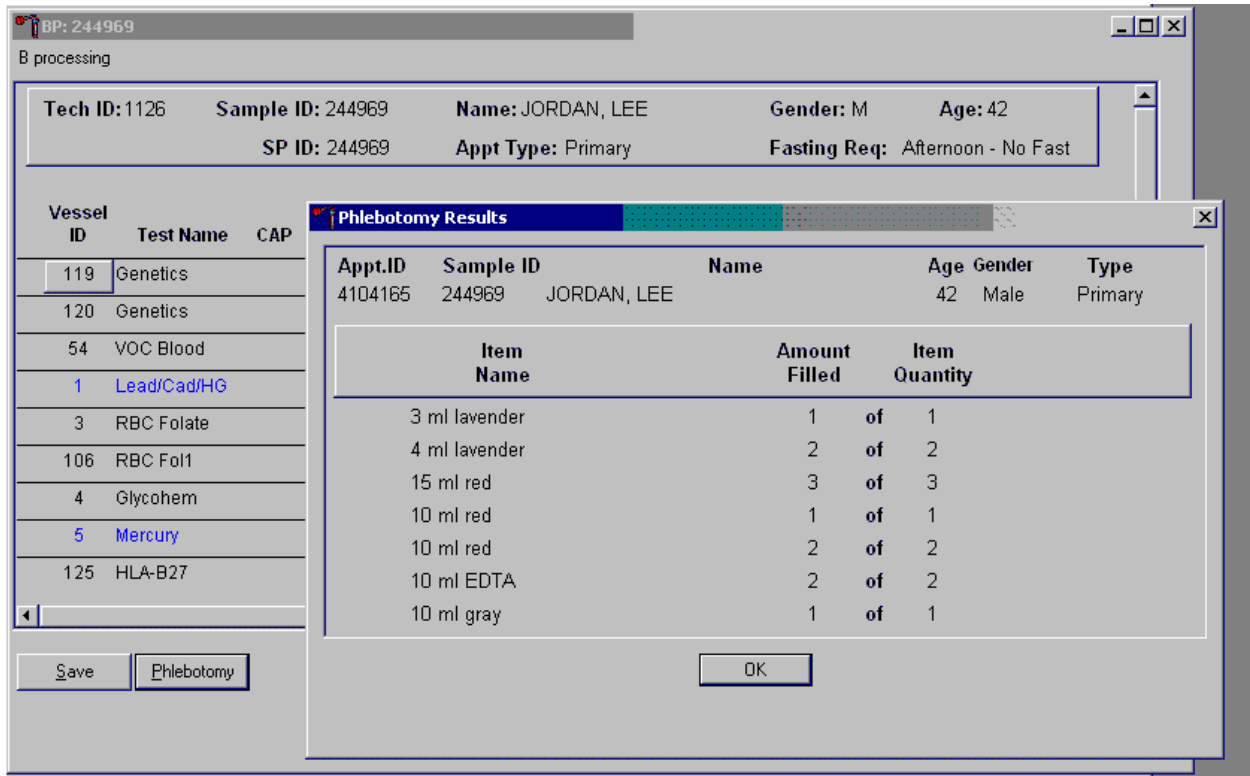 BP: 244969
B processing
Tech ID: 1126 Sample ID: 244969 Name: JORDAN, LEE Gender: M Age: 42
SP ID: 244969 Appt Type: Primary Fasting Req: Afternoon - No Fast
Vessel
ID Test Name CAP
119 Genetics
120 Genetics
54 VOC Blood
1 Lead/Cad/HG
3 RBC Folate
106 RBC Fol1
4 Glycohem
5 Mercury
125 HLA-B27
Save Phlebotomy
Phlebotomy Results
Appt.ID Sample ID Name Age Gender Type
4104165 244969 JORDAN, LEE 42 Male Primary
Item Amount Item
Name Filled Quantity
3 ml lavender 1 of 1
4 ml lavender 2 of 2
15 ml red 3 of 3
10 ml red 1 of 1
10 ml red 2 of 2
10 ml EDTA 2 of 2
10 ml gray 1 of 1
OK